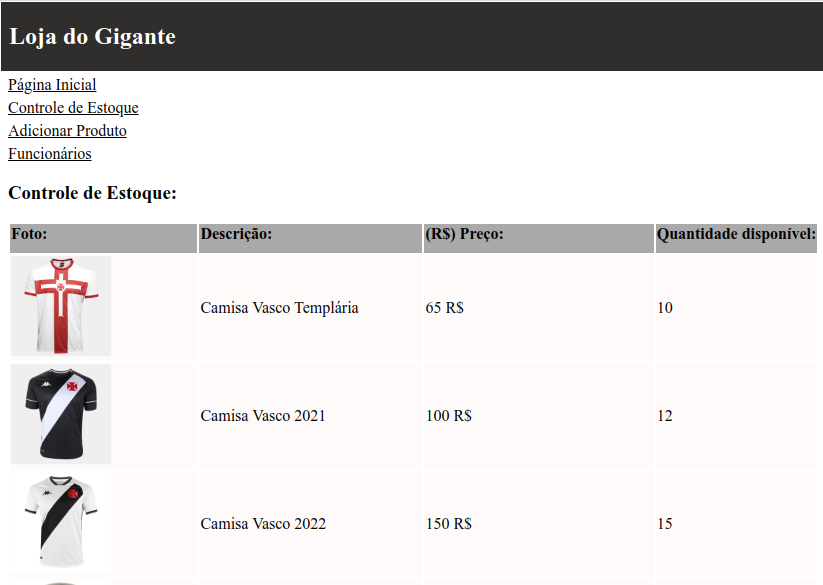 Loja do Gigante
Página Inicial
Controle de Estoque
Adicionar Produto
Funcionários
Controle de Estoque:
Foto: Descrição: (R$) Preço: Quantidade disponível:
Camisa Vasco Templária 65 R$ 10
Camisa Vasco 2021 100 R$ 12
Camisa Vasco 2022 150 R$ 15